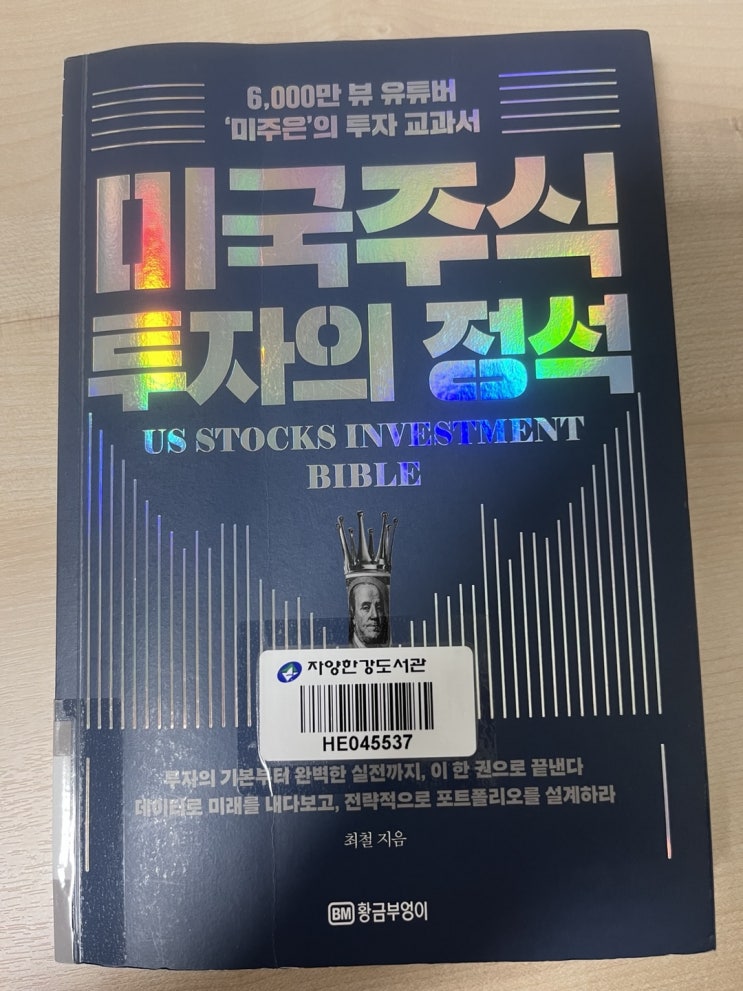 6,000만 뷰 유튜버
'미주은'의 투자 교과서
미국주식
투자의 정석
US STOCKS INVESTMENT
BIBLE
자양한강도서관
HE045537
투자의 기본부터 완벽한 실전까지, 이 한 권으로 끝낸다
데이터로 미래를 내다보고, 전략적으로 포트폴리오를 설계하라
최철 지음
BM 황금부엉이